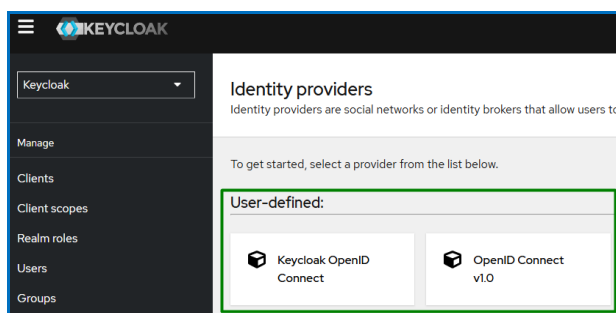 KEYCLOAK
Keycloak
Manage
Clients
Client scopes
Realm roles
Users
Groups
Identity providers
Identity providers are social networks or identity brokers that allow users to
To get started, select a provider from the list below.
User-defined:
Keycloak OpenID
Connect
OpenID Connect
v1.0